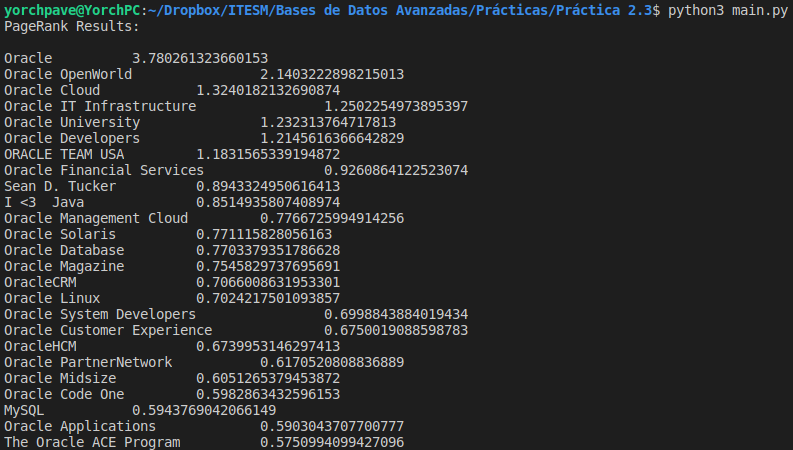 yorchpave@YorchPC:~/Dropbox/ITESM/Bases de Datos Avanzadas/Prácticas/Práctica 2.3$ python3 main.py
PageRank Results:
Oracle 3.780261323660153
Oracle OpenWorld 2.1403222898215013
Oracle Cloud 1.3240182132690874
Oracle IT Infrastructure 1.2502254973895397
Oracle University 1.232313764717813
Oracle Developers 1.2145616366642829
ORACLE TEAM USA 1.1831565339194872
Oracle Financial Services 0.9260864122523074
Sean D. Tucker 0.8943324950616413
I <3  Java 0.8514935807408974
Oracle Management Cloud 0.7766725994914256
Oracle Solaris 0.771115828056163
Oracle Database 0.7703379351786628
Oracle Magazine 0.7545829737695691
OracleCRM 0.7066008631953301
Oracle Linux 0.7024217501093857
Oracle System Developers 0.6998843884019434
Oracle Customer Experience 0.6750019088598783
OracleHCM 0.6739953146297413
Oracle PartnerNetwork 0.6170520808836889
Oracle Midsize 0.6051265379453872
Oracle Code One 0.5982863432596153
MySQL 0.5943769042066149
Oracle Applications 0.5903043707700777
The Oracle ACE Program 0.5750994099427096